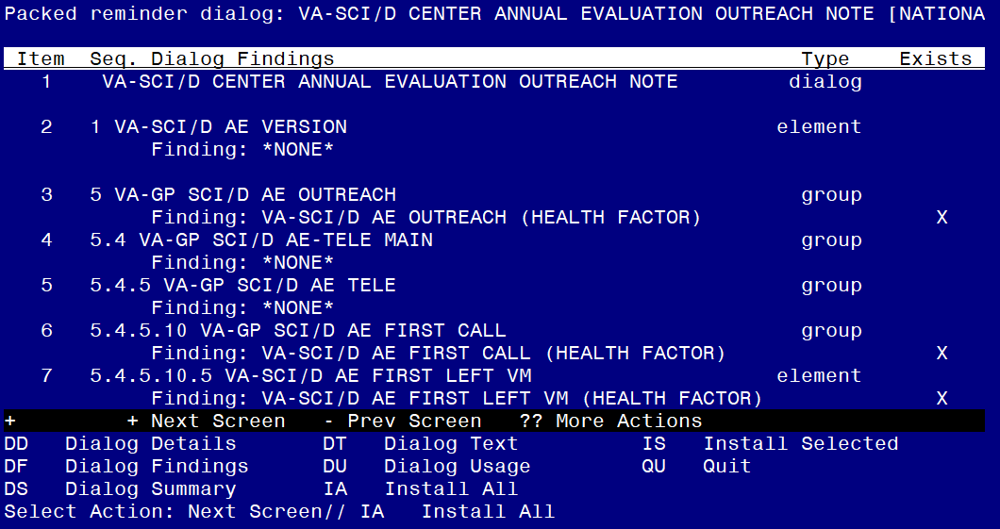 Packed reminder dialog: VA-SCI/D CENTER ANNUAL EVALUATION OUTREACH NOTE [NATIONA
Item Seq. Dialog Findings Type Exists
1 VA-SCI/D CENTER ANNUAL EVALUATION OUTREACH NOTE dialog
2 1 VA-SCI/D AE VERSION element
Finding: *NONE*
3 5 VA-GP SCI/D AE OUTREACH group
Finding: VA-SCI/D AE OUTREACH (HEALTH FACTOR) X
4 5.4 VA-GP SCI/D AE-TELE MAIN group
Finding: *NONE*
5 5.4.5 VA-GP SCI/D AE TELE group
Finding: *NONE*
6 5.4.5.10 VA-GP SCI/D AE FIRST CALL group
Finding: VA-SCI/D AE FIRST CALL (HEALTH FACTOR) X
7 5.4.5.10.5 VA-SCI/D AE FIRST LEFT VM element
Finding: VA-SCI/D AE FIRST LEFT VM (HEALTH FACTOR) X
+ + Next Screen - Prev Screen ?? More Actions
DD Dialog Details DT Dialog Text IS Install Selected
DF Dialog Findings DU Dialog Usage QU Quit
DS Dialog Summary IA Install All
Select Action: Next Screen// IA Install All